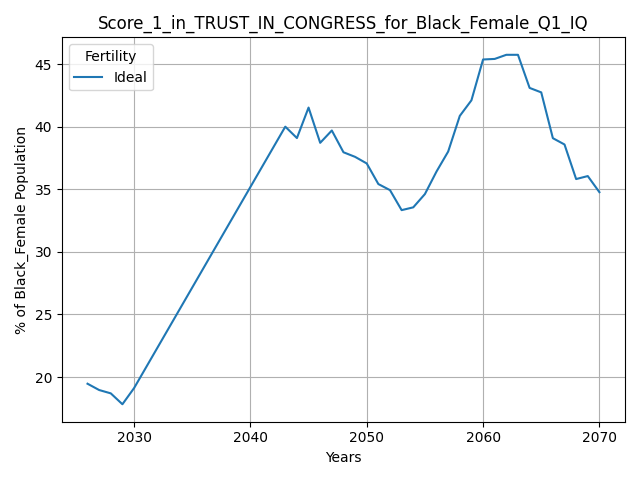 Score_1_in_TRUST_IN_CONGRESS_for_Black_Female_Q1_IQ
Fertility
Ideal
% of Black_Female Population
45
40
35
30
25
20
2030 2040 2050 2060 2070
Years